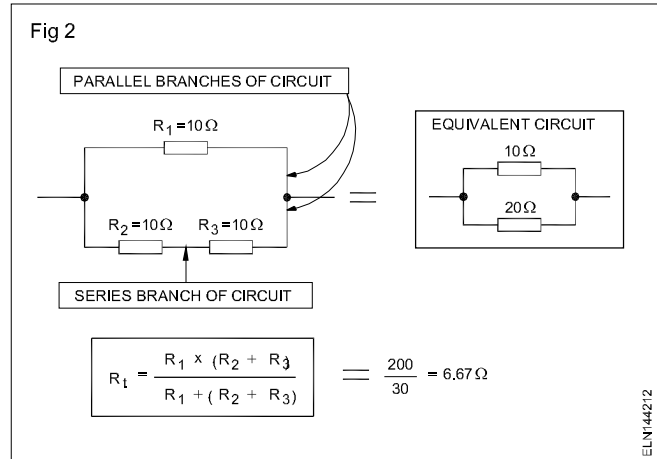 Fig 2
PARALLEL BRANCHES OF CIRCUIT
R1=10Ω
EQUIVALENT CIRCUIT
10Ω
20Ω
=
R2=10Ω R3=10Ω
SERIES BRANCH OF CIRCUIT
Rt = R1 x (R2 + R3) / R1 + (R2 + R3) = 200 / 30 = 6.67Ω
ELN144212